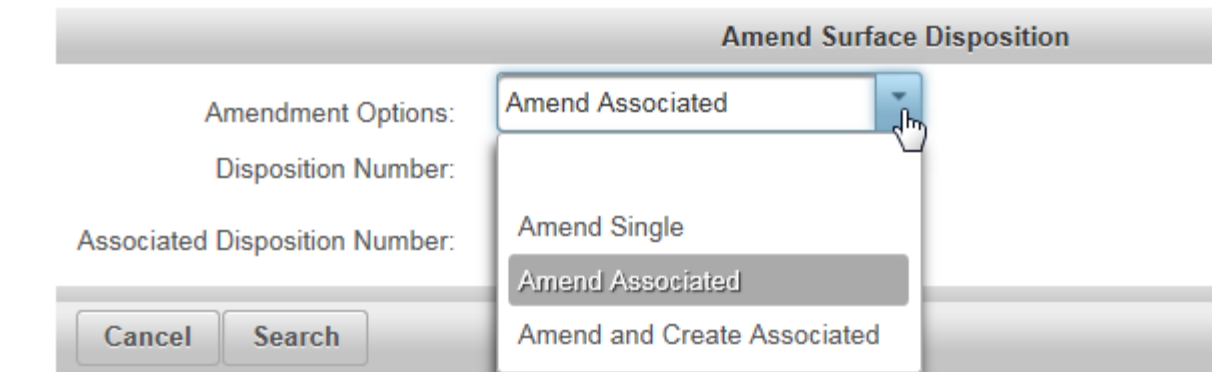 Amend Surface Disposition
Amendment Options: Amend Associated
Disposition Number:
Associated Disposition Number:
Amend Single
Amend Associated
Amend and Create Associated
Cancel Search